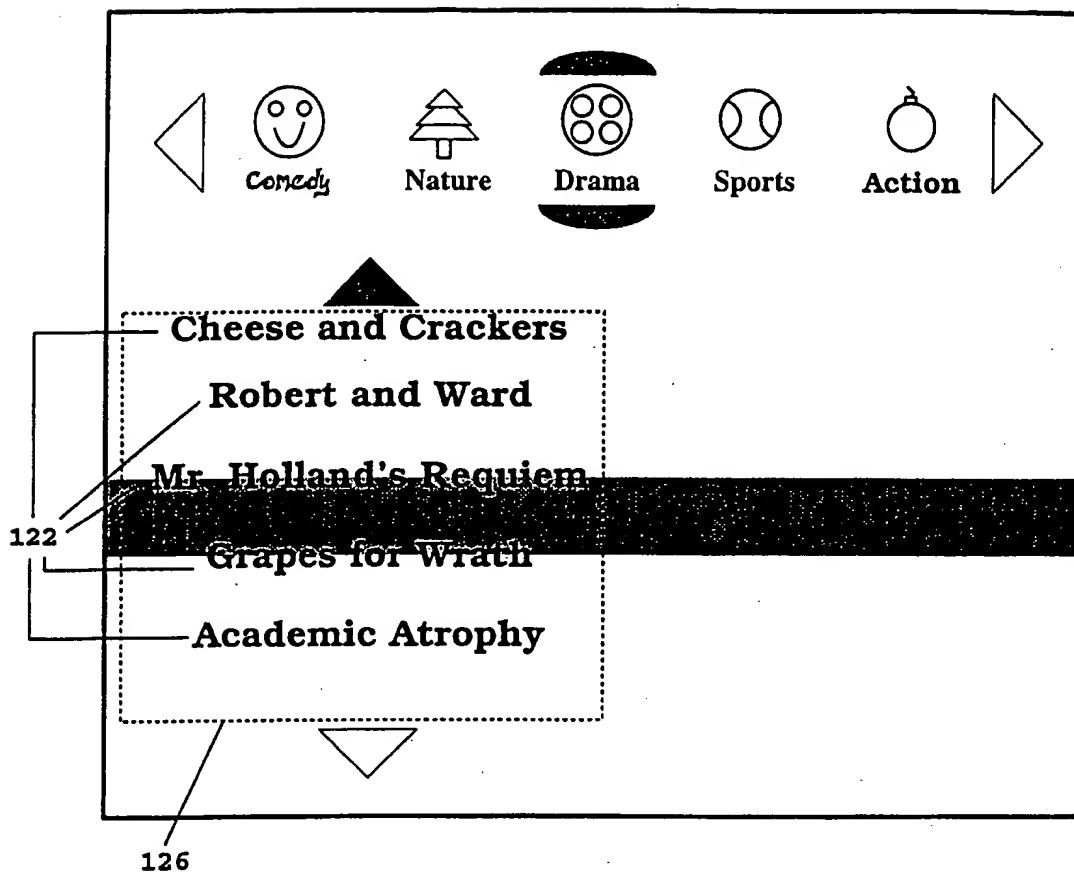 Comedy Nature Drama Sports Action
Cheese and Crackers
Robert and Ward
Mr. Holland's Requiem
122
Grapes for Wrath
Academic Atrophy
126